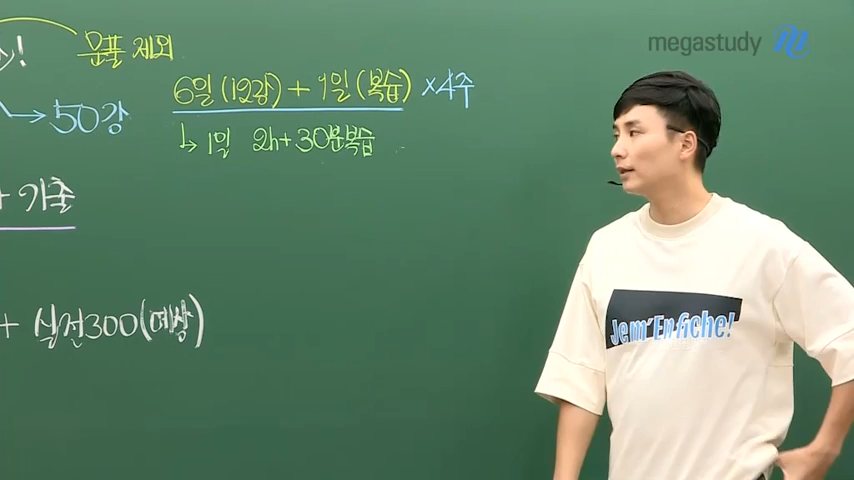 megastudy
문풀 제외
6일(12강) + 1일(복습) ×4주
→ 50강
↳ 1일 2h+30분복습
+ 기출
+ 실전300(예상)
Jem'En fiche!